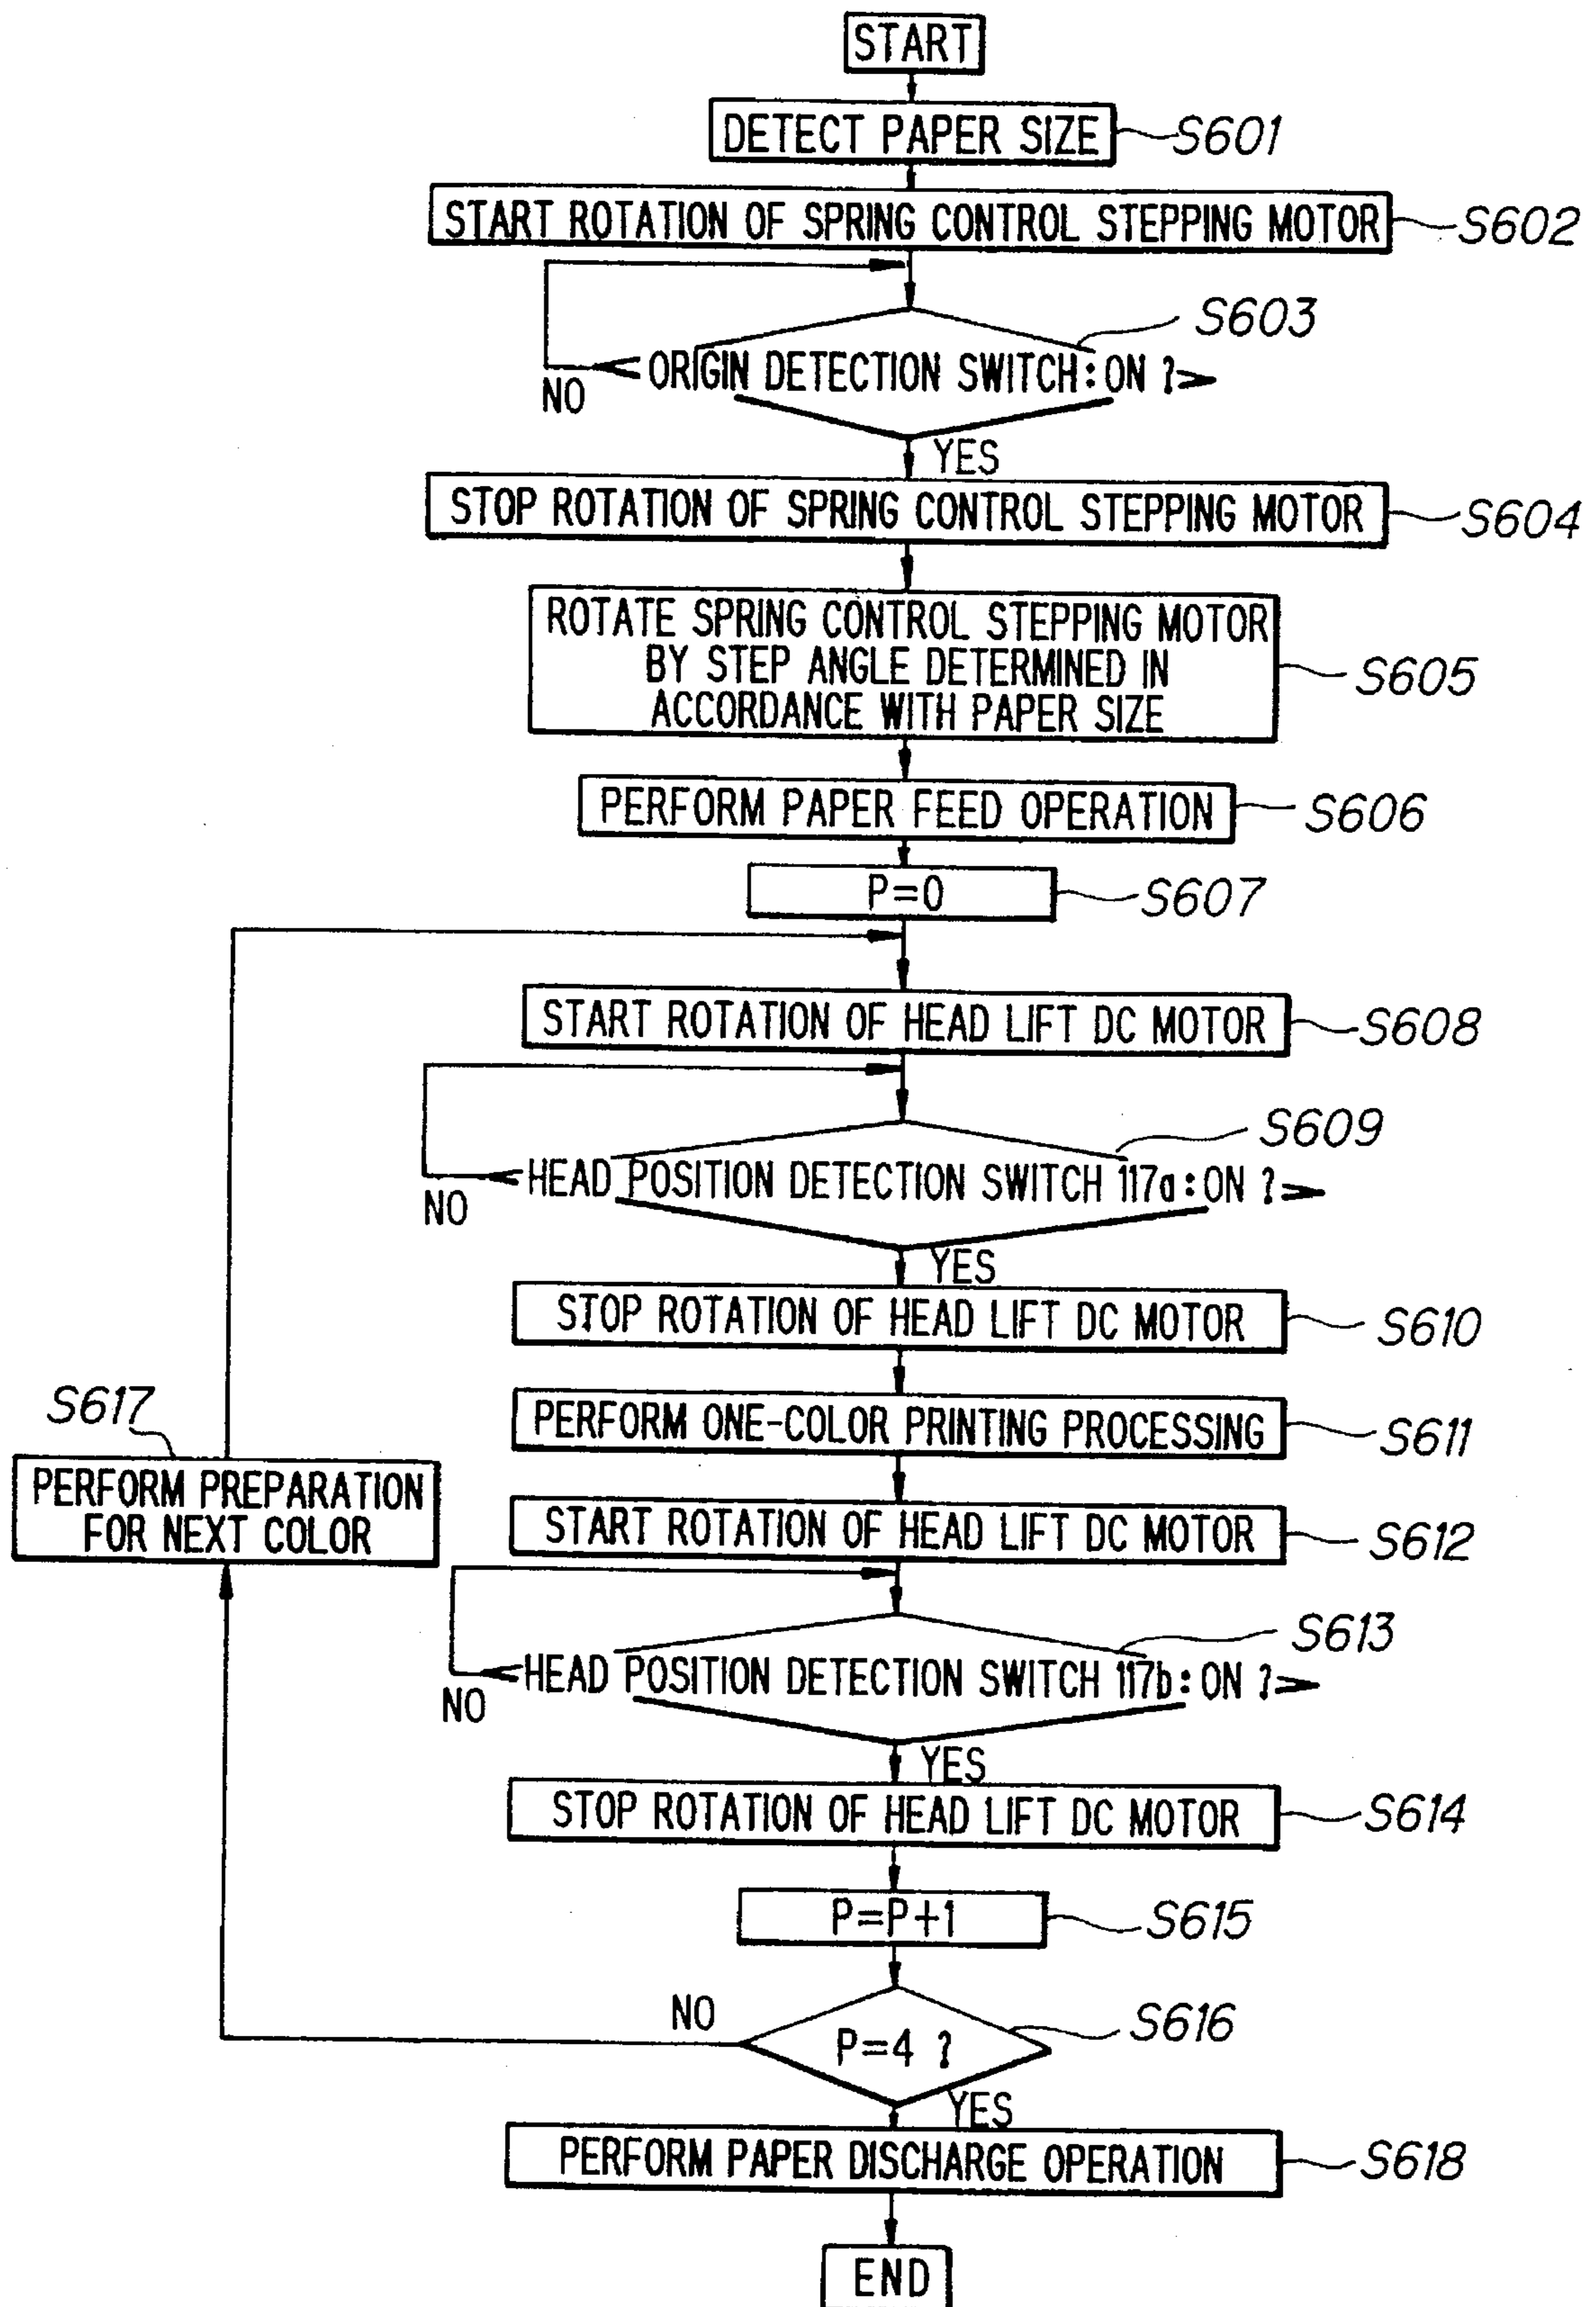 START
DETECT PAPER SIZE
S601
START ROTATION OF SPRING CONTROL STEPPING MOTOR
S602
S603
ORIGIN DETECTION SWITCH:ON ?
NO
YES
STOP ROTATION OF SPRING CONTROL STEPPING MOTOR
S604
ROTATE SPRING CONTROL STEPPING MOTOR
BY STEP ANGLE DETERMINED IN
ACCORDANCE WITH PAPER SIZE
S605
PERFORM PAPER FEED OPERATION
S606
P=0
S607
START ROTATION OF HEAD LIFT DC MOTOR
S608
S609
HEAD POSITION DETECTION SWITCH 117a:ON ?
NO
YES
STOP ROTATION OF HEAD LIFT DC MOTOR
S610
PERFORM ONE-COLOR PRINTING PROCESSING
S611
S617
PERFORM PREPARATION
FOR NEXT COLOR
START ROTATION OF HEAD LIFT DC MOTOR
S612
S613
HEAD POSITION DETECTION SWITCH 117b:ON ?
NO
YES
STOP ROTATION OF HEAD LIFT DC MOTOR
S614
P=P+1
S615
NO
S616
P=4 ?
YES
PERFORM PAPER DISCHARGE OPERATION
S618
END